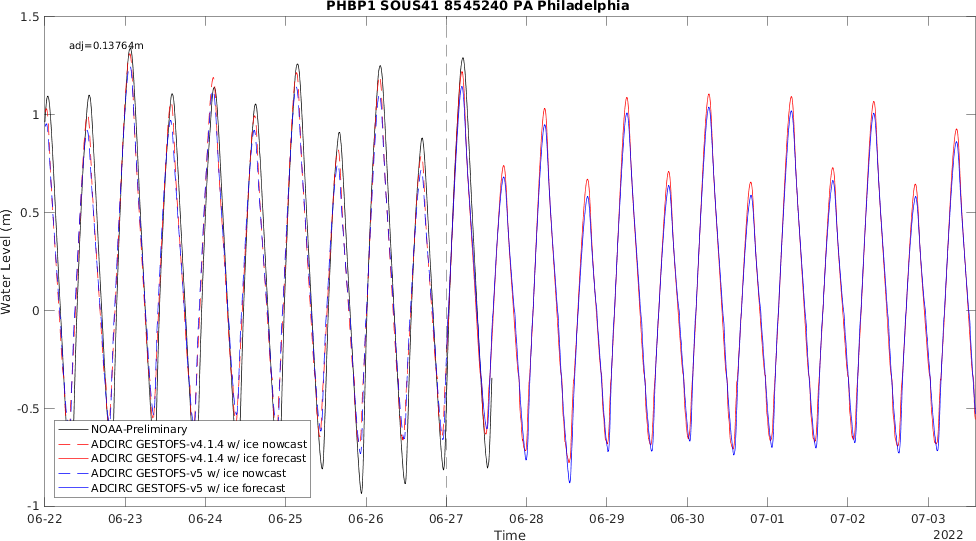 PHBP1 SOUS41 8545240 PA Philadelphia
adj=0.13764m
Water Level (m)
1.5
1
0.5
0
-0.5
-1
NOAA-Preliminary
ADCIRC GESTOFS-v4.1.4 w/ ice nowcast
ADCIRC GESTOFS-v4.1.4 w/ ice forecast
ADCIRC GESTOFS-v5 w/ ice nowcast
ADCIRC GESTOFS-v5 w/ ice forecast
06-22 06-23 06-24 06-25 06-26 06-27 06-28 06-29 06-30 07-01 07-02 07-03
Time
2022